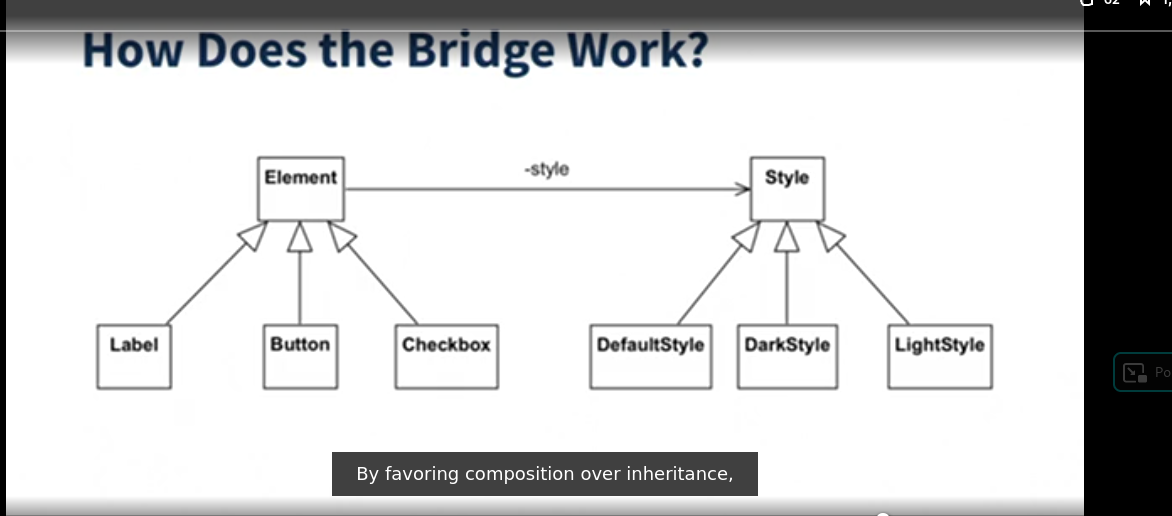 How Does the Bridge Work?
-style
Element
Style
Label
Button
Checkbox
DefaultStyle
DarkStyle
LightStyle
By favoring composition over inheritance,